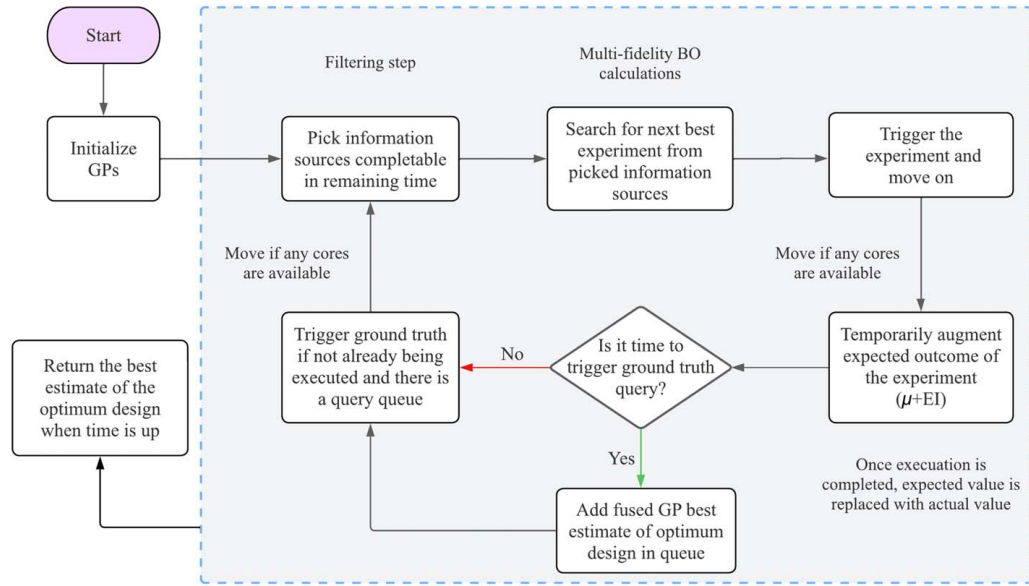 Start
Initialize
GPs
Filtering step
Multi-fidelity BO
calculations
Pick information
sources completable
in remaining time
Search for next best
experiment from
picked information
sources
Trigger the
experiment and
move on
Move if any cores
are available
Move if any cores
are available
Trigger ground truth
if not already being
executed and there is
a query queue
No
Is it time to
trigger ground truth
query?
Temporarily augment
expected outcome of
the experiment
(μ+EI)
Return the best
estimate of the
optimum design
when time is up
Yes
Once execuation is
completed, expected value is
replaced with actual value
Add fused GP best
estimate of optimum
design in queue